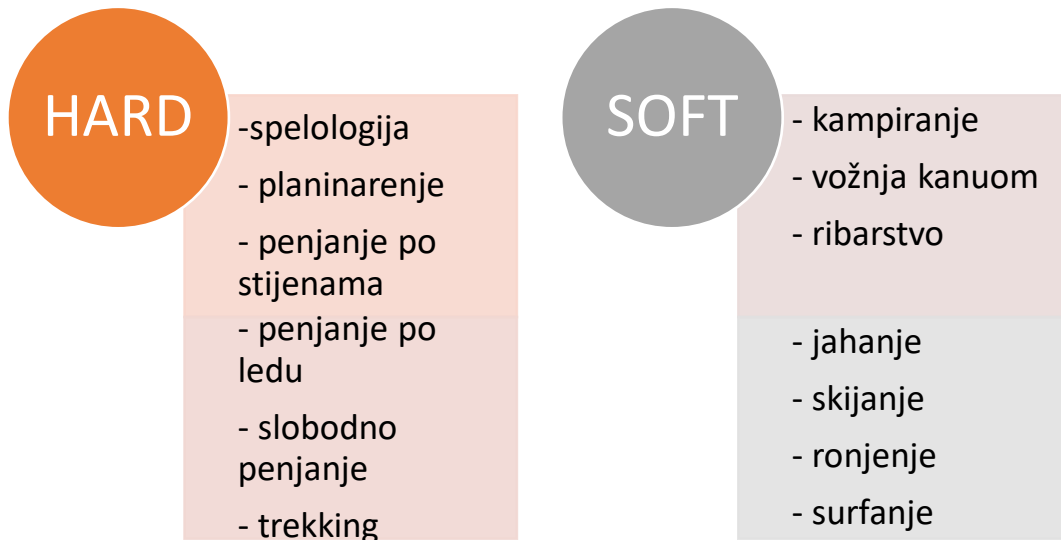 HARD
-spelologija
- planinarenje
- penjanje po
stijenama
- penjanje po
ledu
- slobodno
penjanje
- trekking
SOFT
- kampiranje
- vožnja kanuom
- ribarstvo
- jahanje
- skijanje
- ronjenje
- surfanje